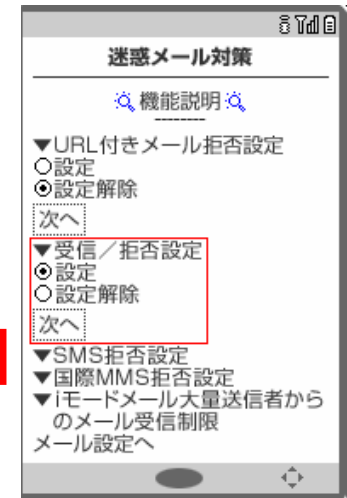 迷惑メール対策
機能説明
▼URL付きメール拒否設定
○設定
◉設定解除
次へ
▼受信／拒否設定
◉設定
○設定解除
次へ
▼SMS拒否設定
▼国際MMS拒否設定
▼iモードメール大量送信者から
のメール受信制限
メール設定へ